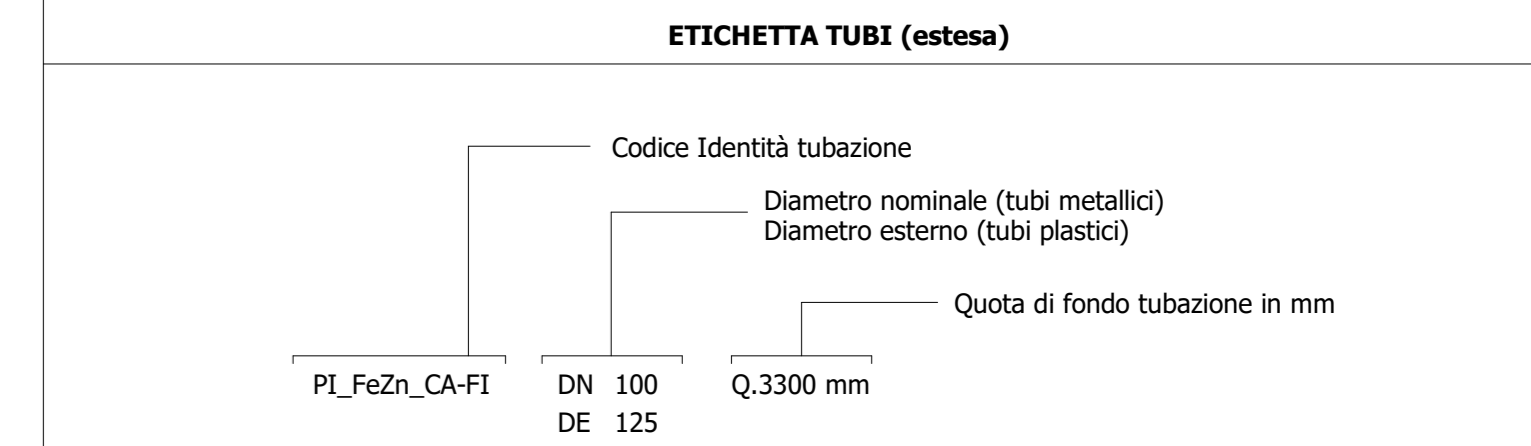 ETICHETTA TUBI (estesa)
Codice Identità tubazione
Diametro nominale (tubi metallici)
Diametro esterno (tubi plastici)
Quota di fondo tubazione in mm
PI_FeZn_CA-FI DN 100 Q.3300 mm
DE 125